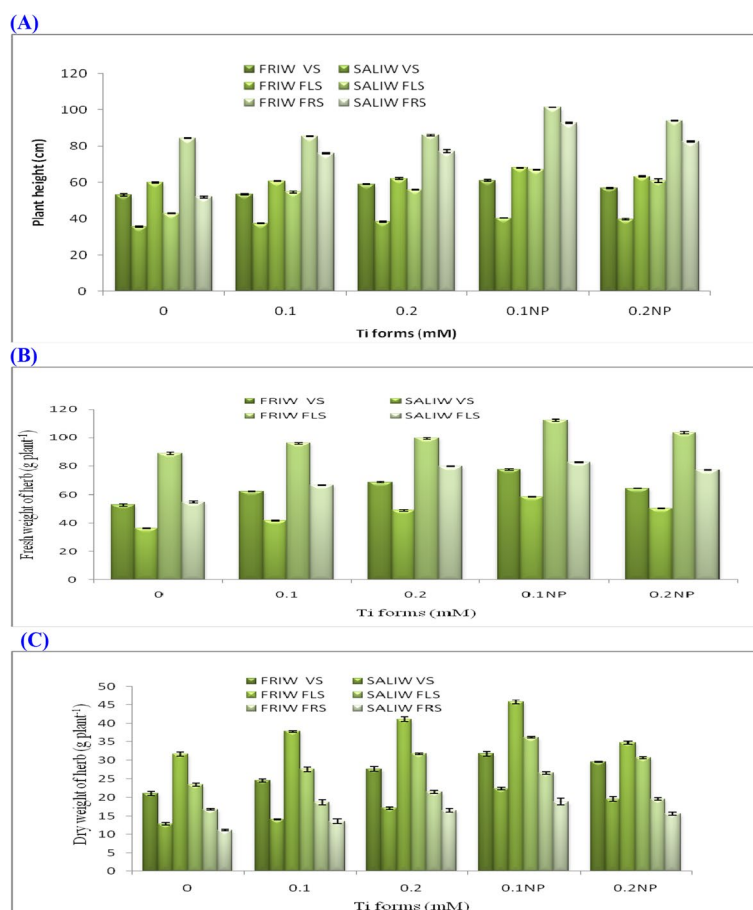 (A)
FRIW VS SALIW VS
FRIW FLS SALIW FLS
FRIW FRS SALIW FRS
120
100
80
60
40
20
0
Plant height (cm)
0 0.1 0.2 0.1NP 0.2NP
Ti forms (mM)
(B)
FRIW VS SALIW VS
FRIW FLS SALIW FLS
120
100
80
60
40
20
0
Fresh weight of herb (g plant⁻¹)
0 0.1 0.2 0.1NP 0.2NP
Ti forms (mM)
(C)
FRIW VS SALIW VS
FRIW FLS SALIW FLS
FRIW FRS SALIW FRS
50
45
40
35
30
25
20
15
10
5
0
Dry weight of herb (g plant⁻¹)
0 0.1 0.2 0.1NP 0.2NP
Ti forms (mM)